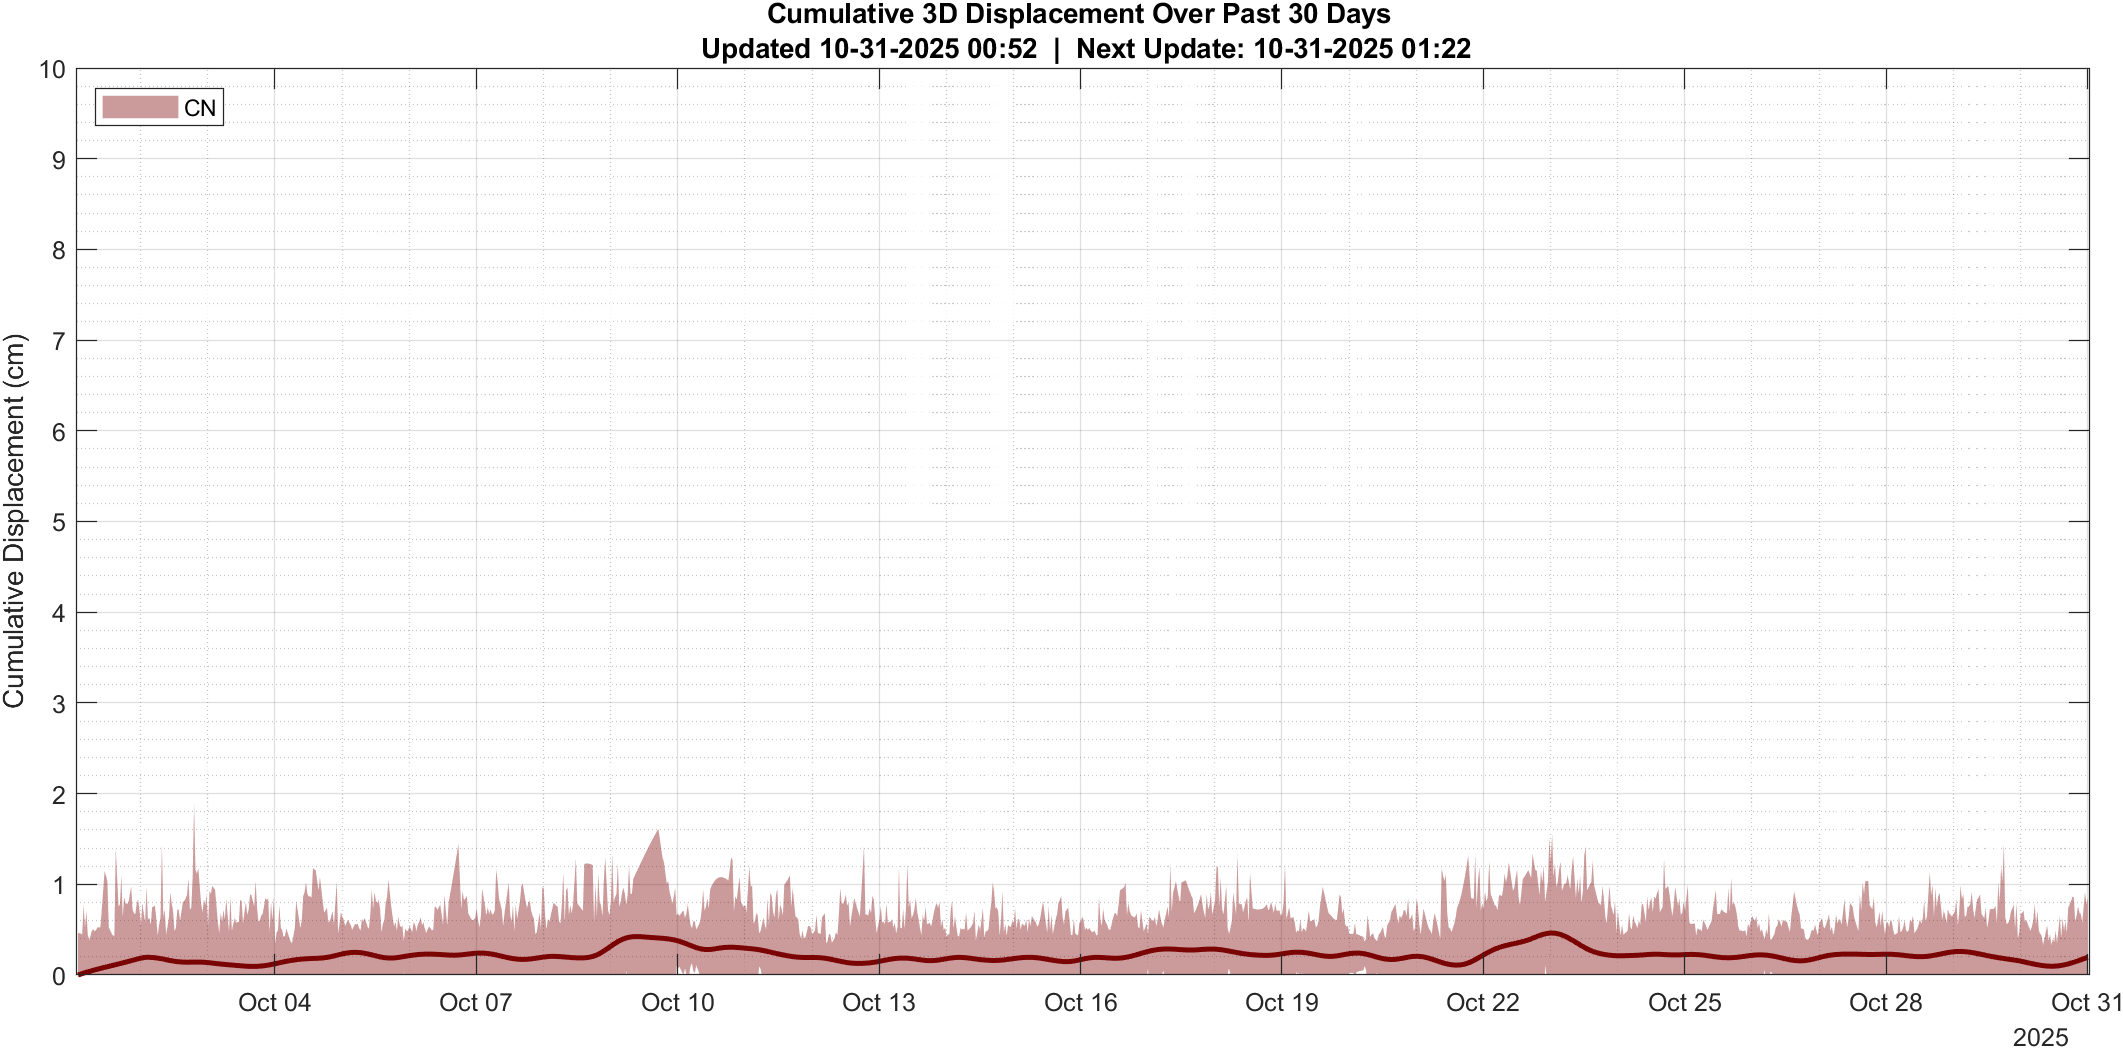 Cumulative 3D Displacement Over Past 30 Days
Updated 10-31-2025 00:52 | Next Update: 10-31-2025 01:22
CN
Cumulative Displacement (cm)
10
9
8
7
6
5
4
3
2
1
0
Oct 04 Oct 07 Oct 10 Oct 13 Oct 16 Oct 19 Oct 22 Oct 25 Oct 28 Oct 31
2025